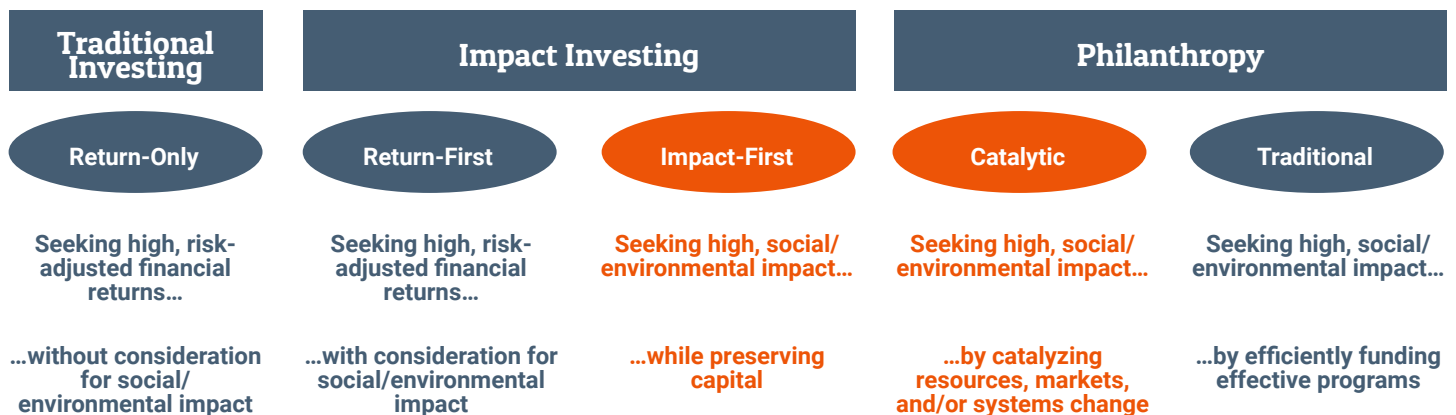 Traditional
Investing
Impact Investing
Philanthropy
Return-Only
Return-First
Impact-First
Catalytic
Traditional
Seeking high, risk-
adjusted financial
returns…
Seeking high, risk-
adjusted financial
returns…
Seeking high, social/
environmental impact…
Seeking high, social/
environmental impact…
Seeking high, social/
environmental impact…
…without consideration
for social/
environmental impact
…with consideration for
social/environmental
impact
…while preserving
capital
…by catalyzing
resources, markets,
and/or systems change
…by efficiently funding
effective programs